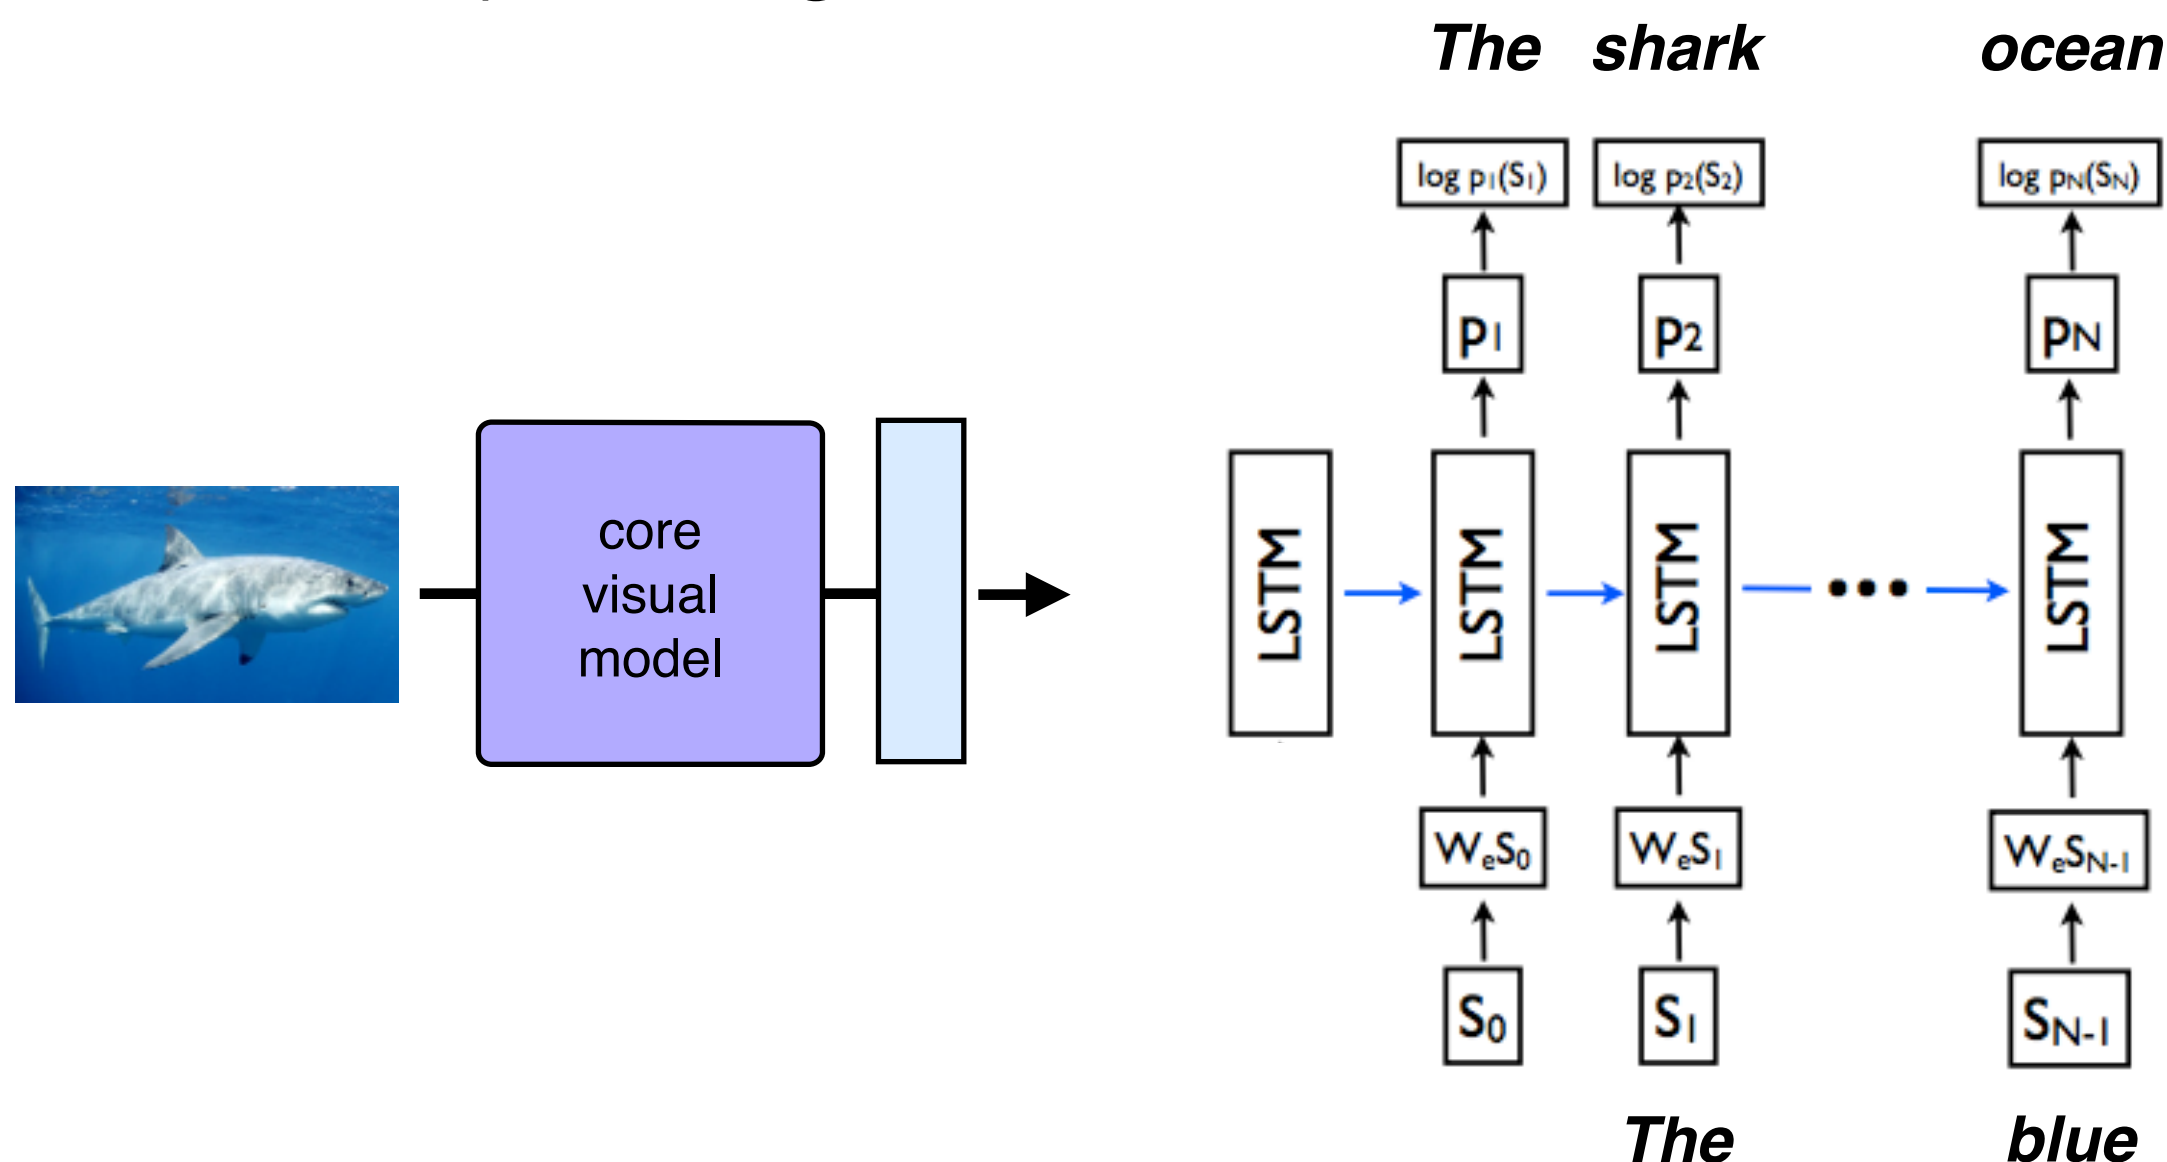 The shark ocean
log p1(S1) log p2(S2) log pN(SN)
p1 p2 pN
core
visual
model
LSTM LSTM LSTM LSTM
WeS0 WeS1 WeSN-1
S0 S1 SN-1
The blue